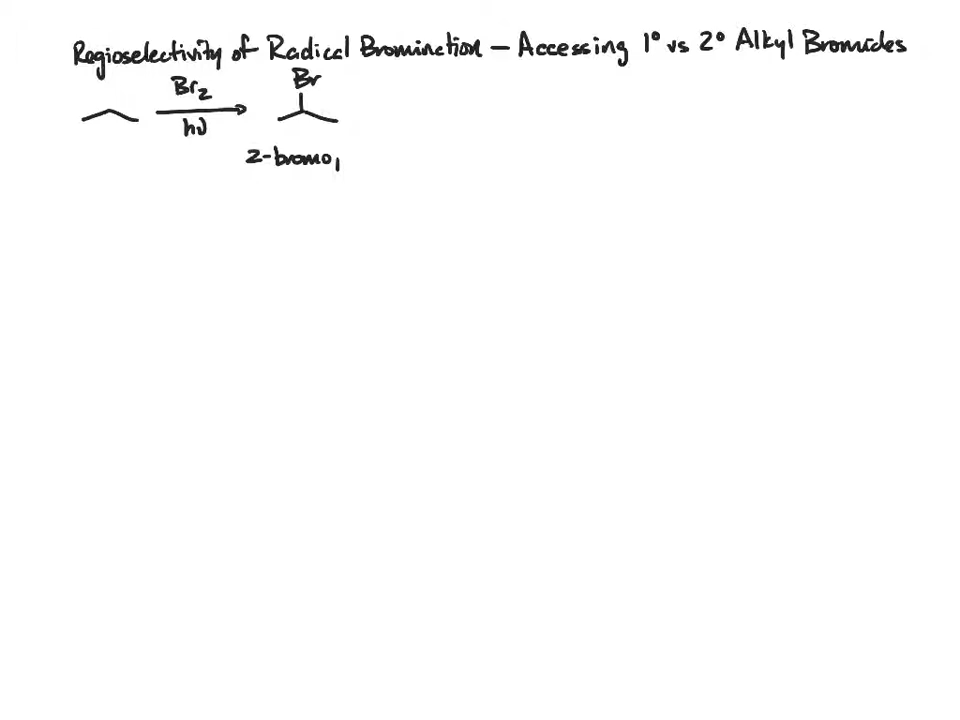 Regioselectivity of Radical Bromination – Accessing 1° vs 2° Alkyl Bromides
Br
Br2
hν
2-bromo